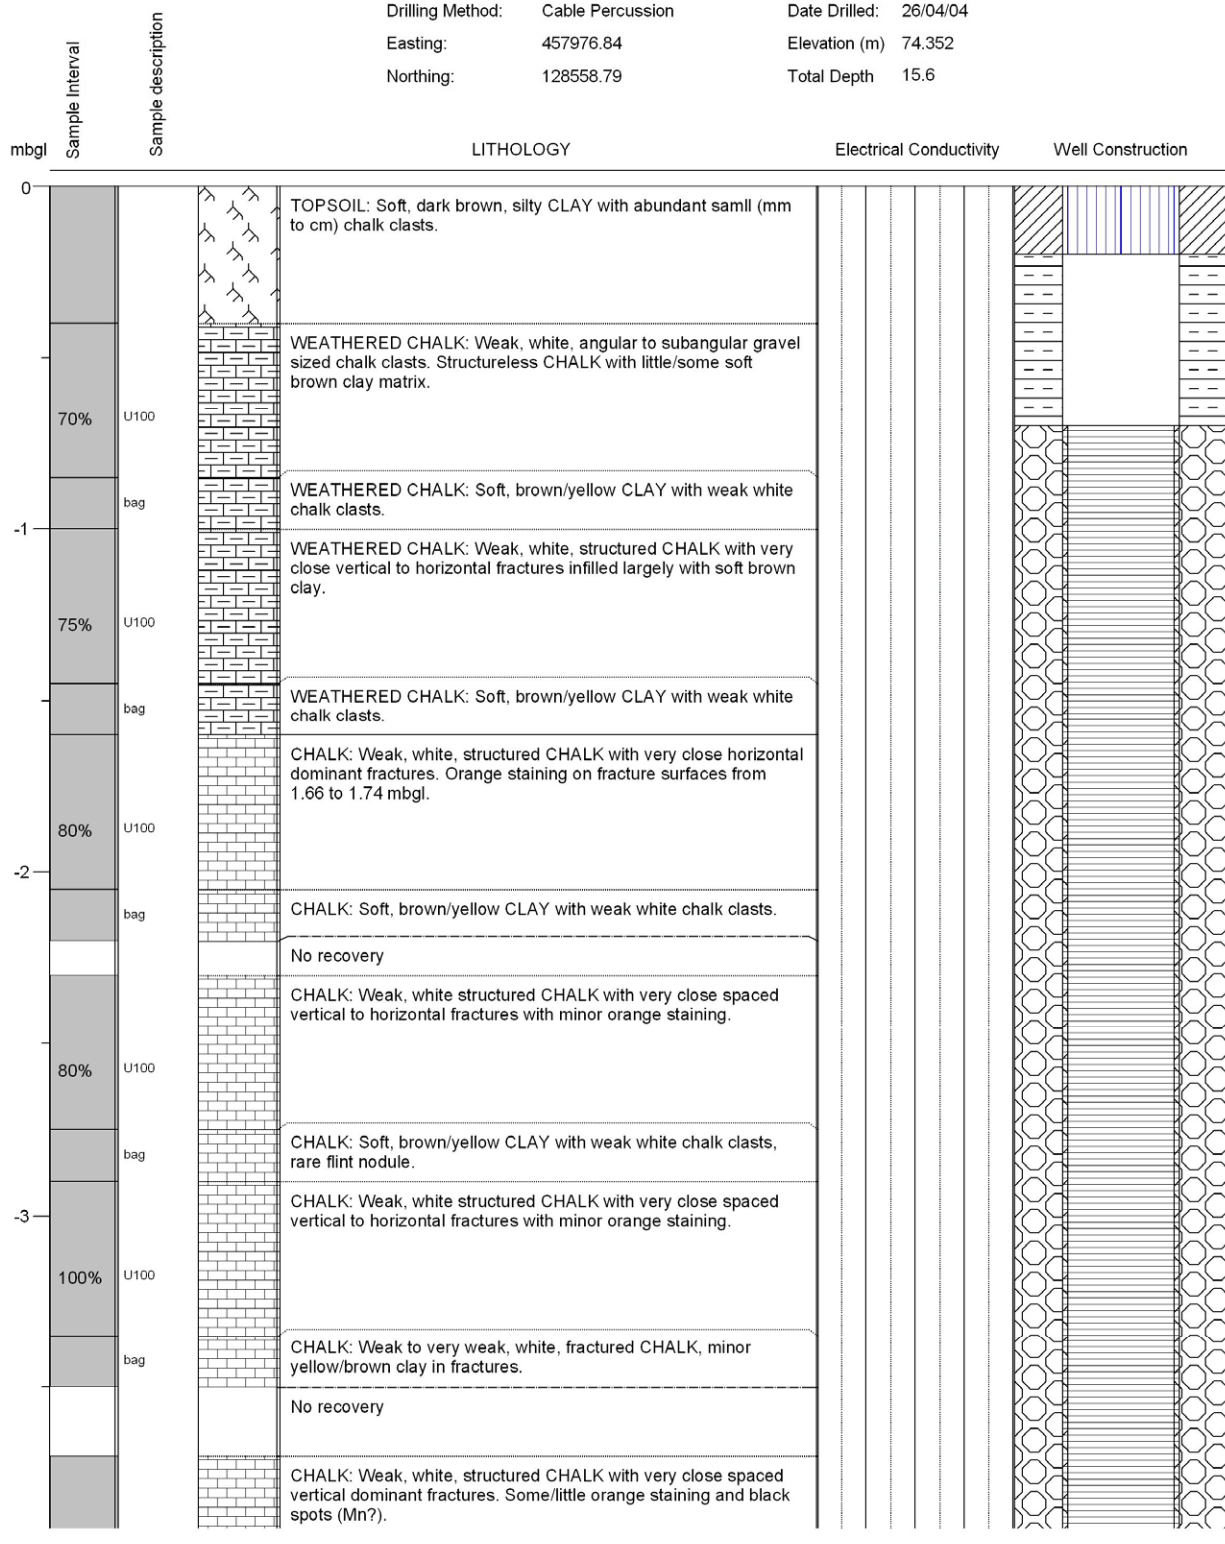 Drilling Method: Cable Percussion Date Drilled: 26/04/04
Easting: 457976.84 Elevation (m) 74.352
Northing: 128558.79 Total Depth 15.6
mbgl Sample Interval Sample description LITHOLOGY Electrical Conductivity Well Construction
0
TOPSOIL: Soft, dark brown, silty CLAY with abundant samll (mm
to cm) chalk clasts.
WEATHERED CHALK: Weak, white, angular to subangular gravel
sized chalk clasts. Structureless CHALK with little/some soft
brown clay matrix.
70% U100
WEATHERED CHALK: Soft, brown/yellow CLAY with weak white
chalk clasts.
bag
-1
WEATHERED CHALK: Weak, white, structured CHALK with very
close vertical to horizontal fractures infilled largely with soft brown
clay.
75% U100
WEATHERED CHALK: Soft, brown/yellow CLAY with weak white
chalk clasts.
bag
CHALK: Weak, white, structured CHALK with very close horizontal
dominant fractures. Orange staining on fracture surfaces from
1.66 to 1.74 mbgl.
80% U100
-2
bag CHALK: Soft, brown/yellow CLAY with weak white chalk clasts.
No recovery
CHALK: Weak, white structured CHALK with very close spaced
vertical to horizontal fractures with minor orange staining.
80% U100
CHALK: Soft, brown/yellow CLAY with weak white chalk clasts,
rare flint nodule.
bag
CHALK: Weak, white structured CHALK with very close spaced
vertical to horizontal fractures with minor orange staining.
-3
100% U100
CHALK: Weak to very weak, white, fractured CHALK, minor
yellow/brown clay in fractures.
bag
No recovery
CHALK: Weak, white, structured CHALK with very close spaced
vertical dominant fractures. Some/little orange staining and black
spots (Mn?).